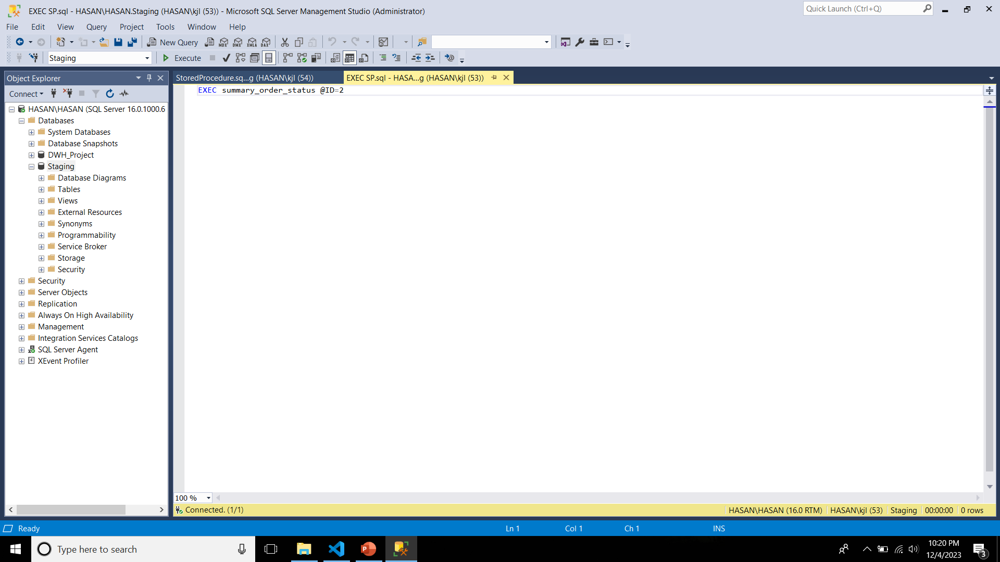 EXEC SP.sql - HASAN\HASAN.Staging (HASAN\kjl (53)) - Microsoft SQL Server Management Studio (Administrator)
Quick Launch (Ctrl+Q)
File Edit View Query Project Tools Window Help
New Query MDX DMX XMLA DAX
Staging Execute
Object Explorer
StoredProcedure.sq...g (HASAN\kjl (54)) EXEC SP.sql - HASA...g (HASAN\kjl (53))
Connect
EXEC summary_order_status @ID=2
HASAN\HASAN (SQL Server 16.0.1000.6
Databases
System Databases
Database Snapshots
DWH_Project
Staging
Database Diagrams
Tables
Views
External Resources
Synonyms
Programmability
Service Broker
Storage
Security
Security
Server Objects
Replication
Always On High Availability
Management
Integration Services Catalogs
SQL Server Agent
XEvent Profiler
100 %
Connected. (1/1) HASAN\HASAN (16.0 RTM) HASAN\kjl (53) Staging 00:00:00 0 rows
Ready Ln 1 Col 1 Ch 1 INS
Type here to search
10:20 PM
12/4/2023
3